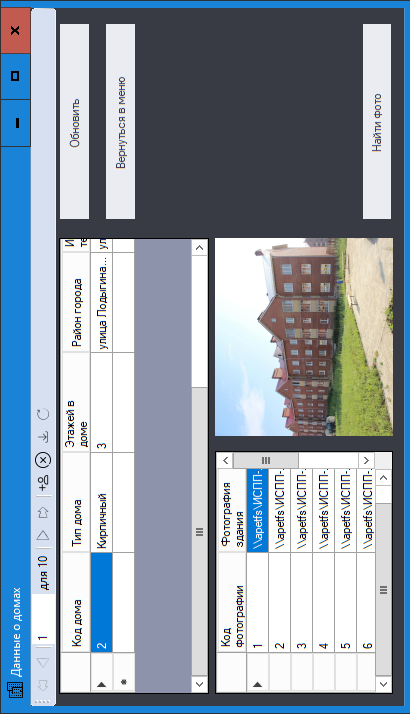 Данные о домах
1 для 10
Код дома Тип дома Этажей в доме Район города И те
2 Кирпичный 3 улица Лодыгина... ул
Обновить
Вернуться в меню
Код фотографии Фотография здания
1 \\apetfs\ИСПП-
2 \\apetfs\ИСПП-
3 \\apetfs\ИСПП-
4 \\apetfs\ИСПП-
5 \\apetfs\ИСПП-
6 \\apetfs\ИСПП-
Найти фото